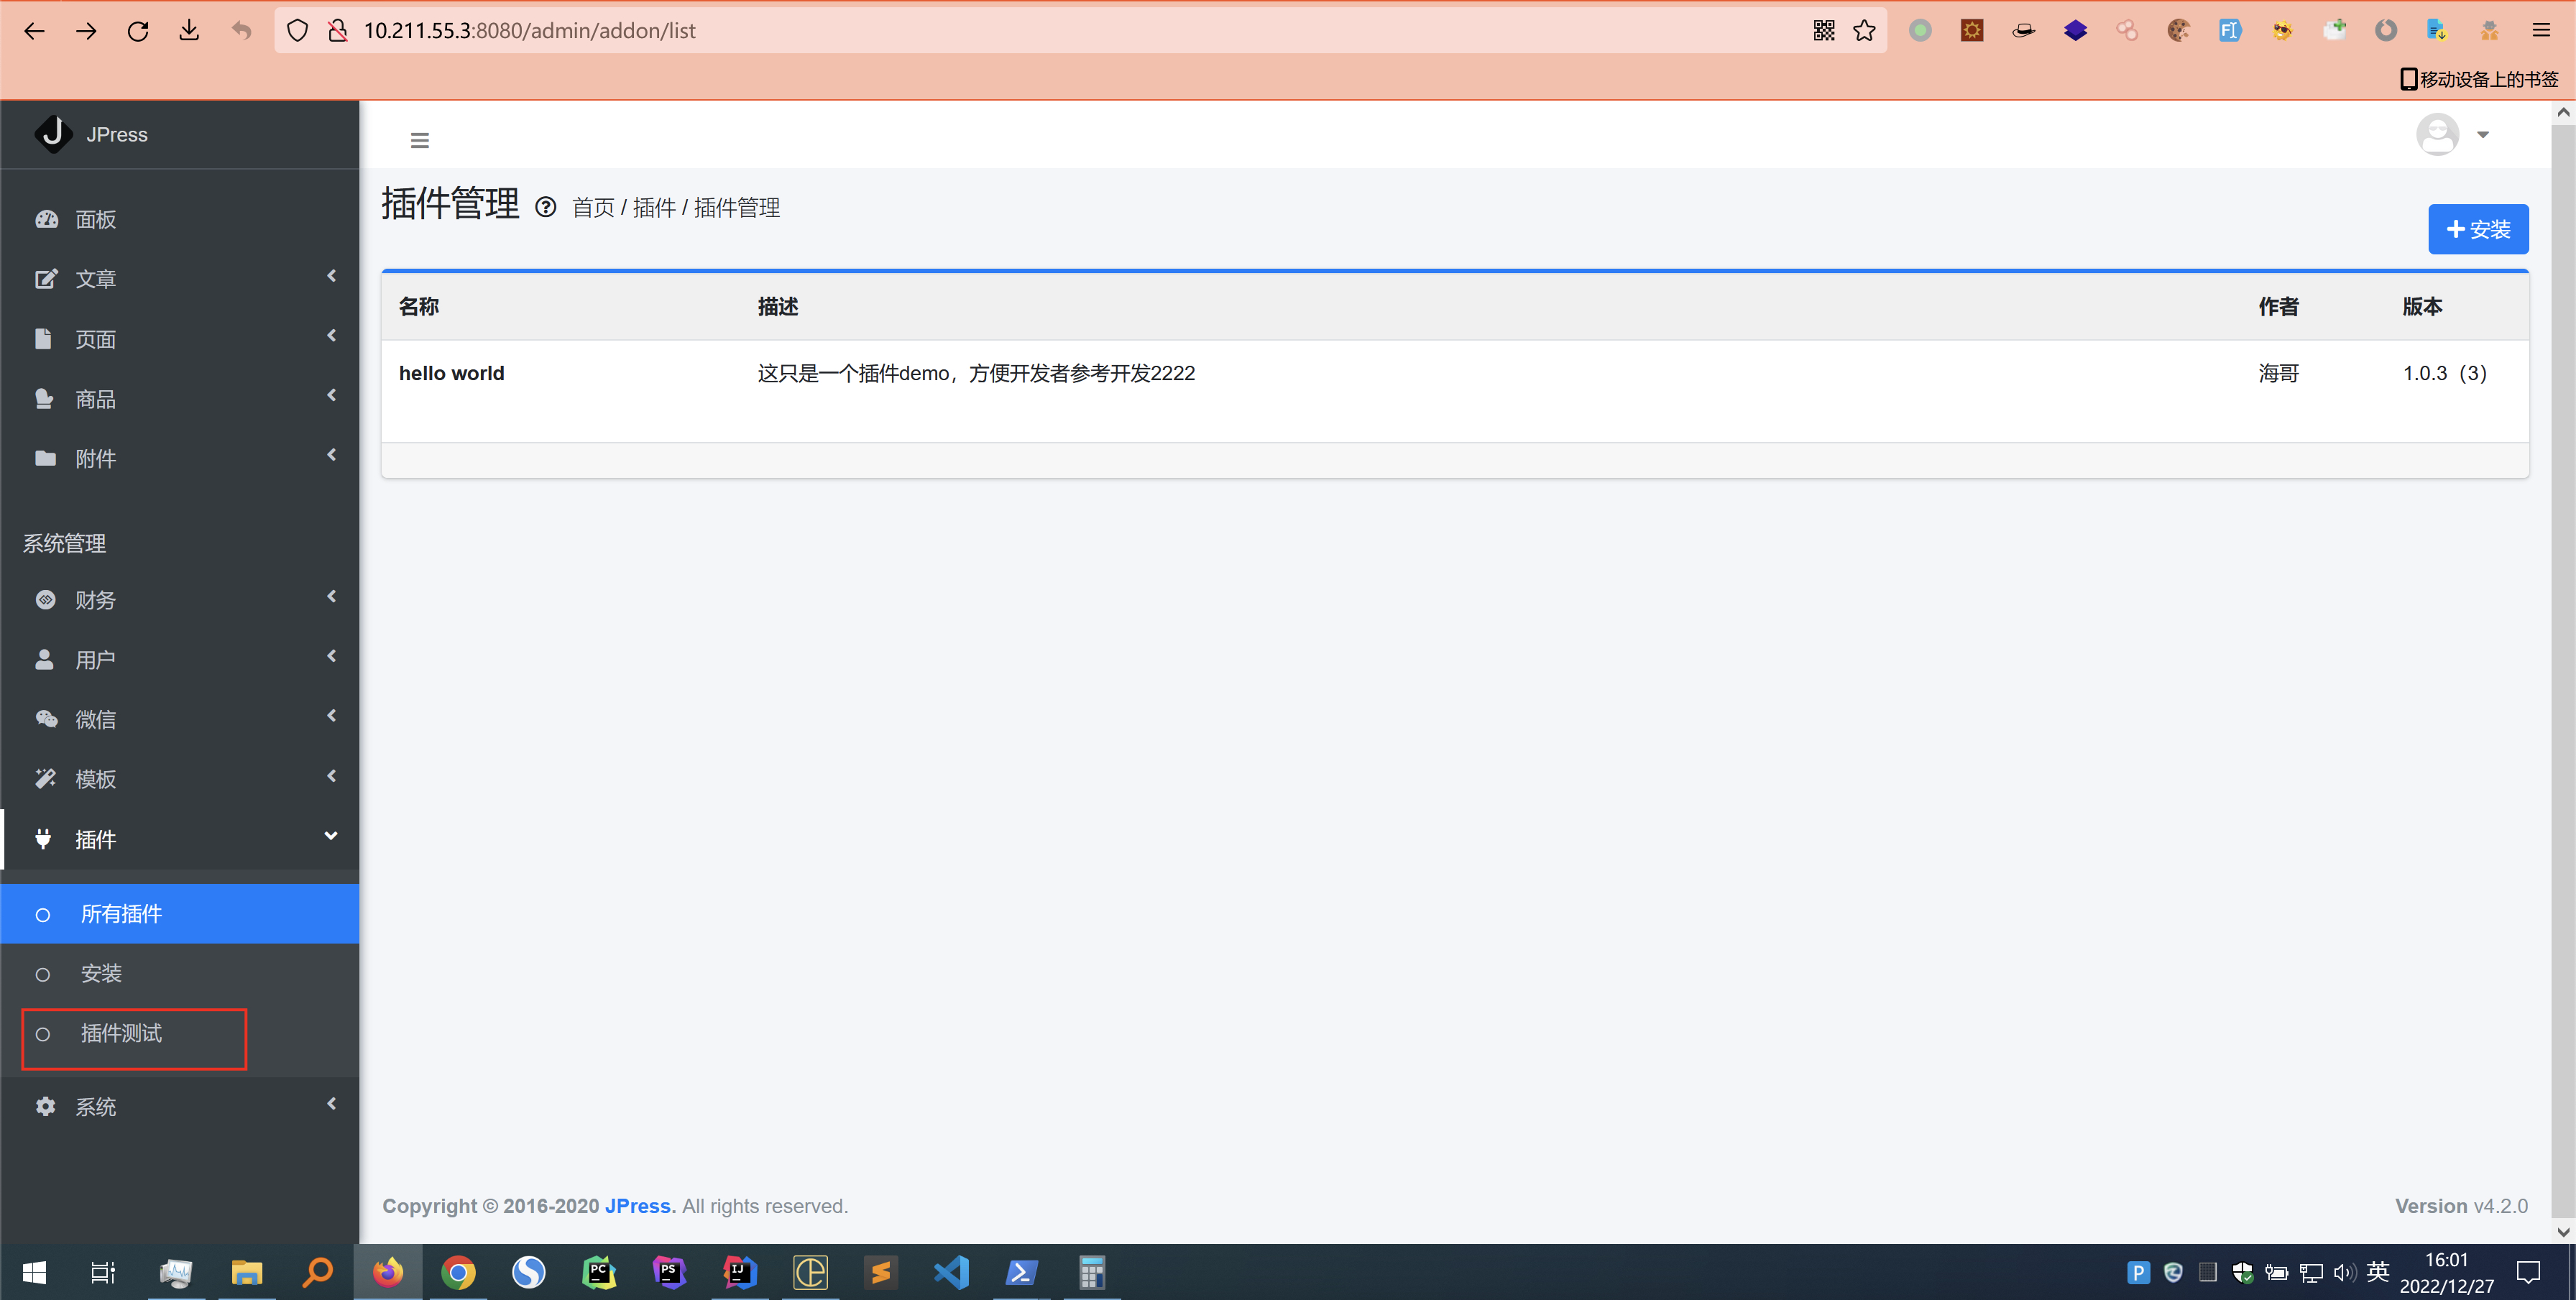 10.211.55.3:8080/admin/addon/list
移动设备上的书签
JPress
面板
文章
页面
商品
附件
系统管理
财务
用户
微信
模板
插件
所有插件
安装
插件测试
系统
插件管理 首页 / 插件 / 插件管理
安装
名称 描述 作者 版本
hello world 这只是一个插件demo，方便开发者参考开发2222 海哥 1.0.3（3）
Copyright © 2016-2020 JPress. All rights reserved.
Version v4.2.0
英
16:01
2022/12/27